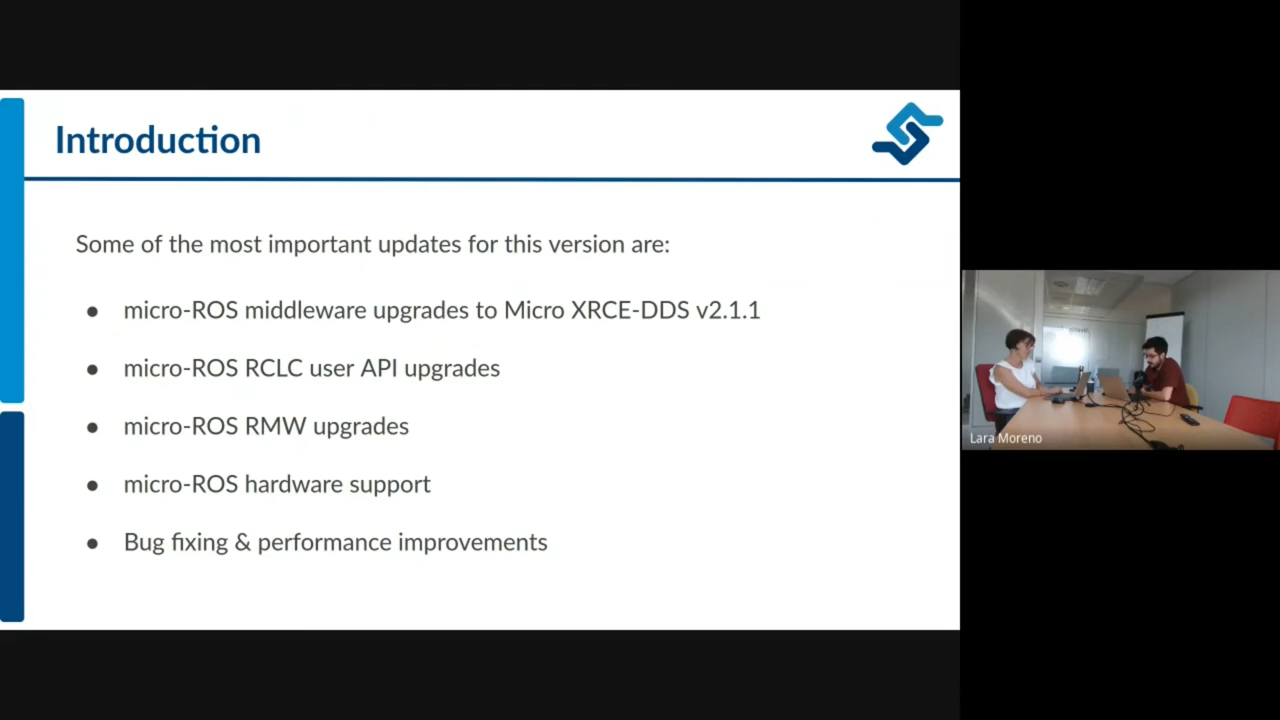 Introduction
Some of the most important updates for this version are:
● micro-ROS middleware upgrades to Micro XRCE-DDS v2.1.1
● micro-ROS RCLC user API upgrades
● micro-ROS RMW upgrades
● micro-ROS hardware support
● Bug fixing & performance improvements
Lara Moreno